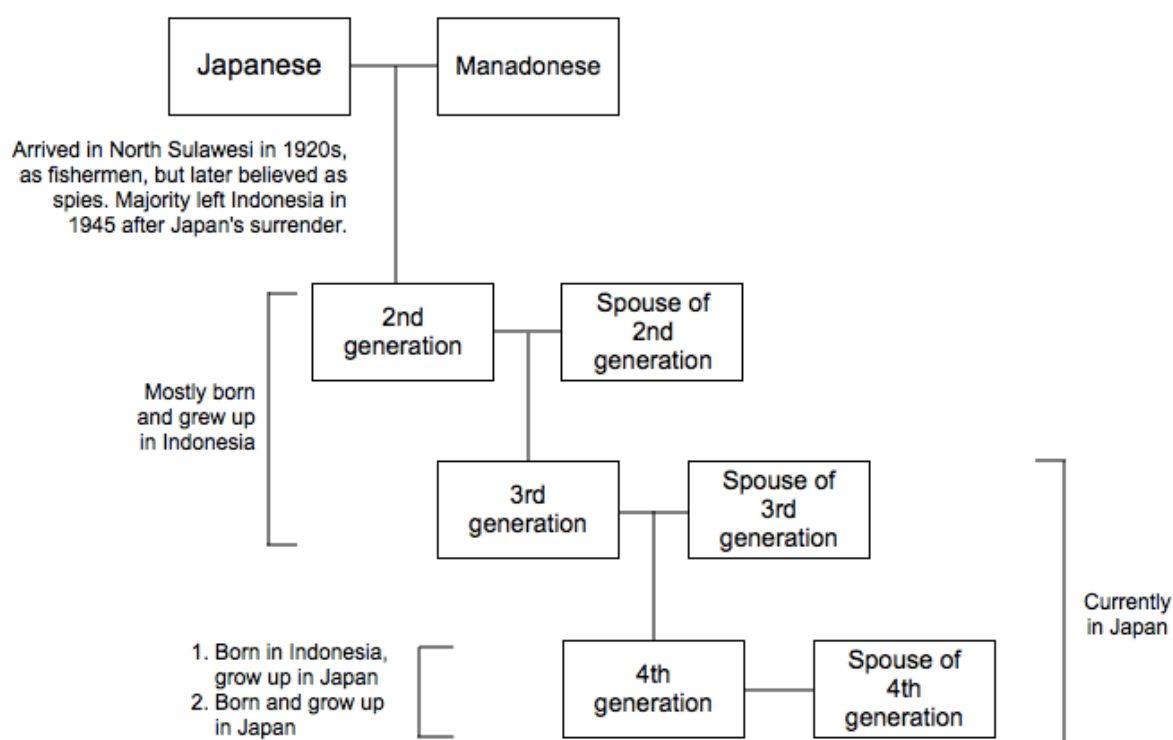 Japanese
Manadonese
Arrived in North Sulawesi in 1920s,
as fishermen, but later believed as
spies. Majority left Indonesia in
1945 after Japan's surrender.
2nd
generation
Spouse of
2nd
generation
Mostly born
and grew up
in Indonesia
3rd
generation
Spouse of
3rd
generation
Currently
in Japan
1. Born in Indonesia,
grow up in Japan
2. Born and grow up
in Japan
4th
generation
Spouse of
4th
generation